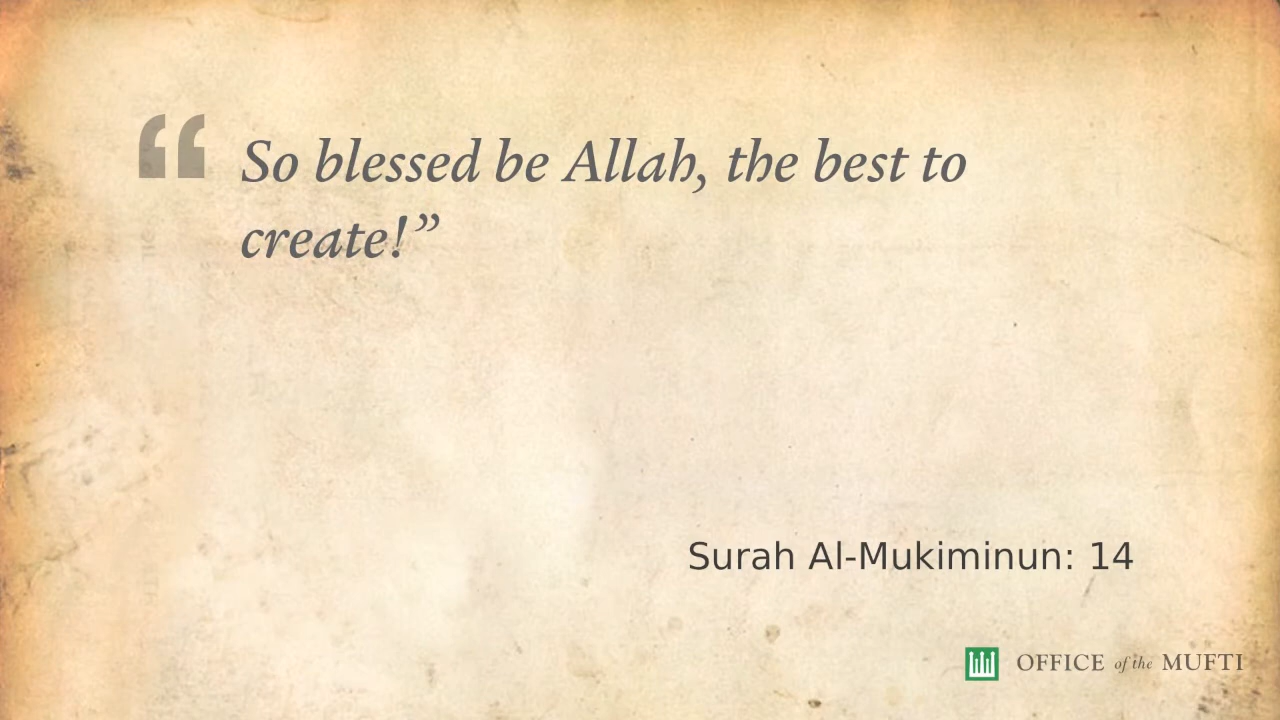 “ So blessed be Allah, the best to
create!”
Surah Al-Mukiminun: 14
OFFICE of the MUFTI